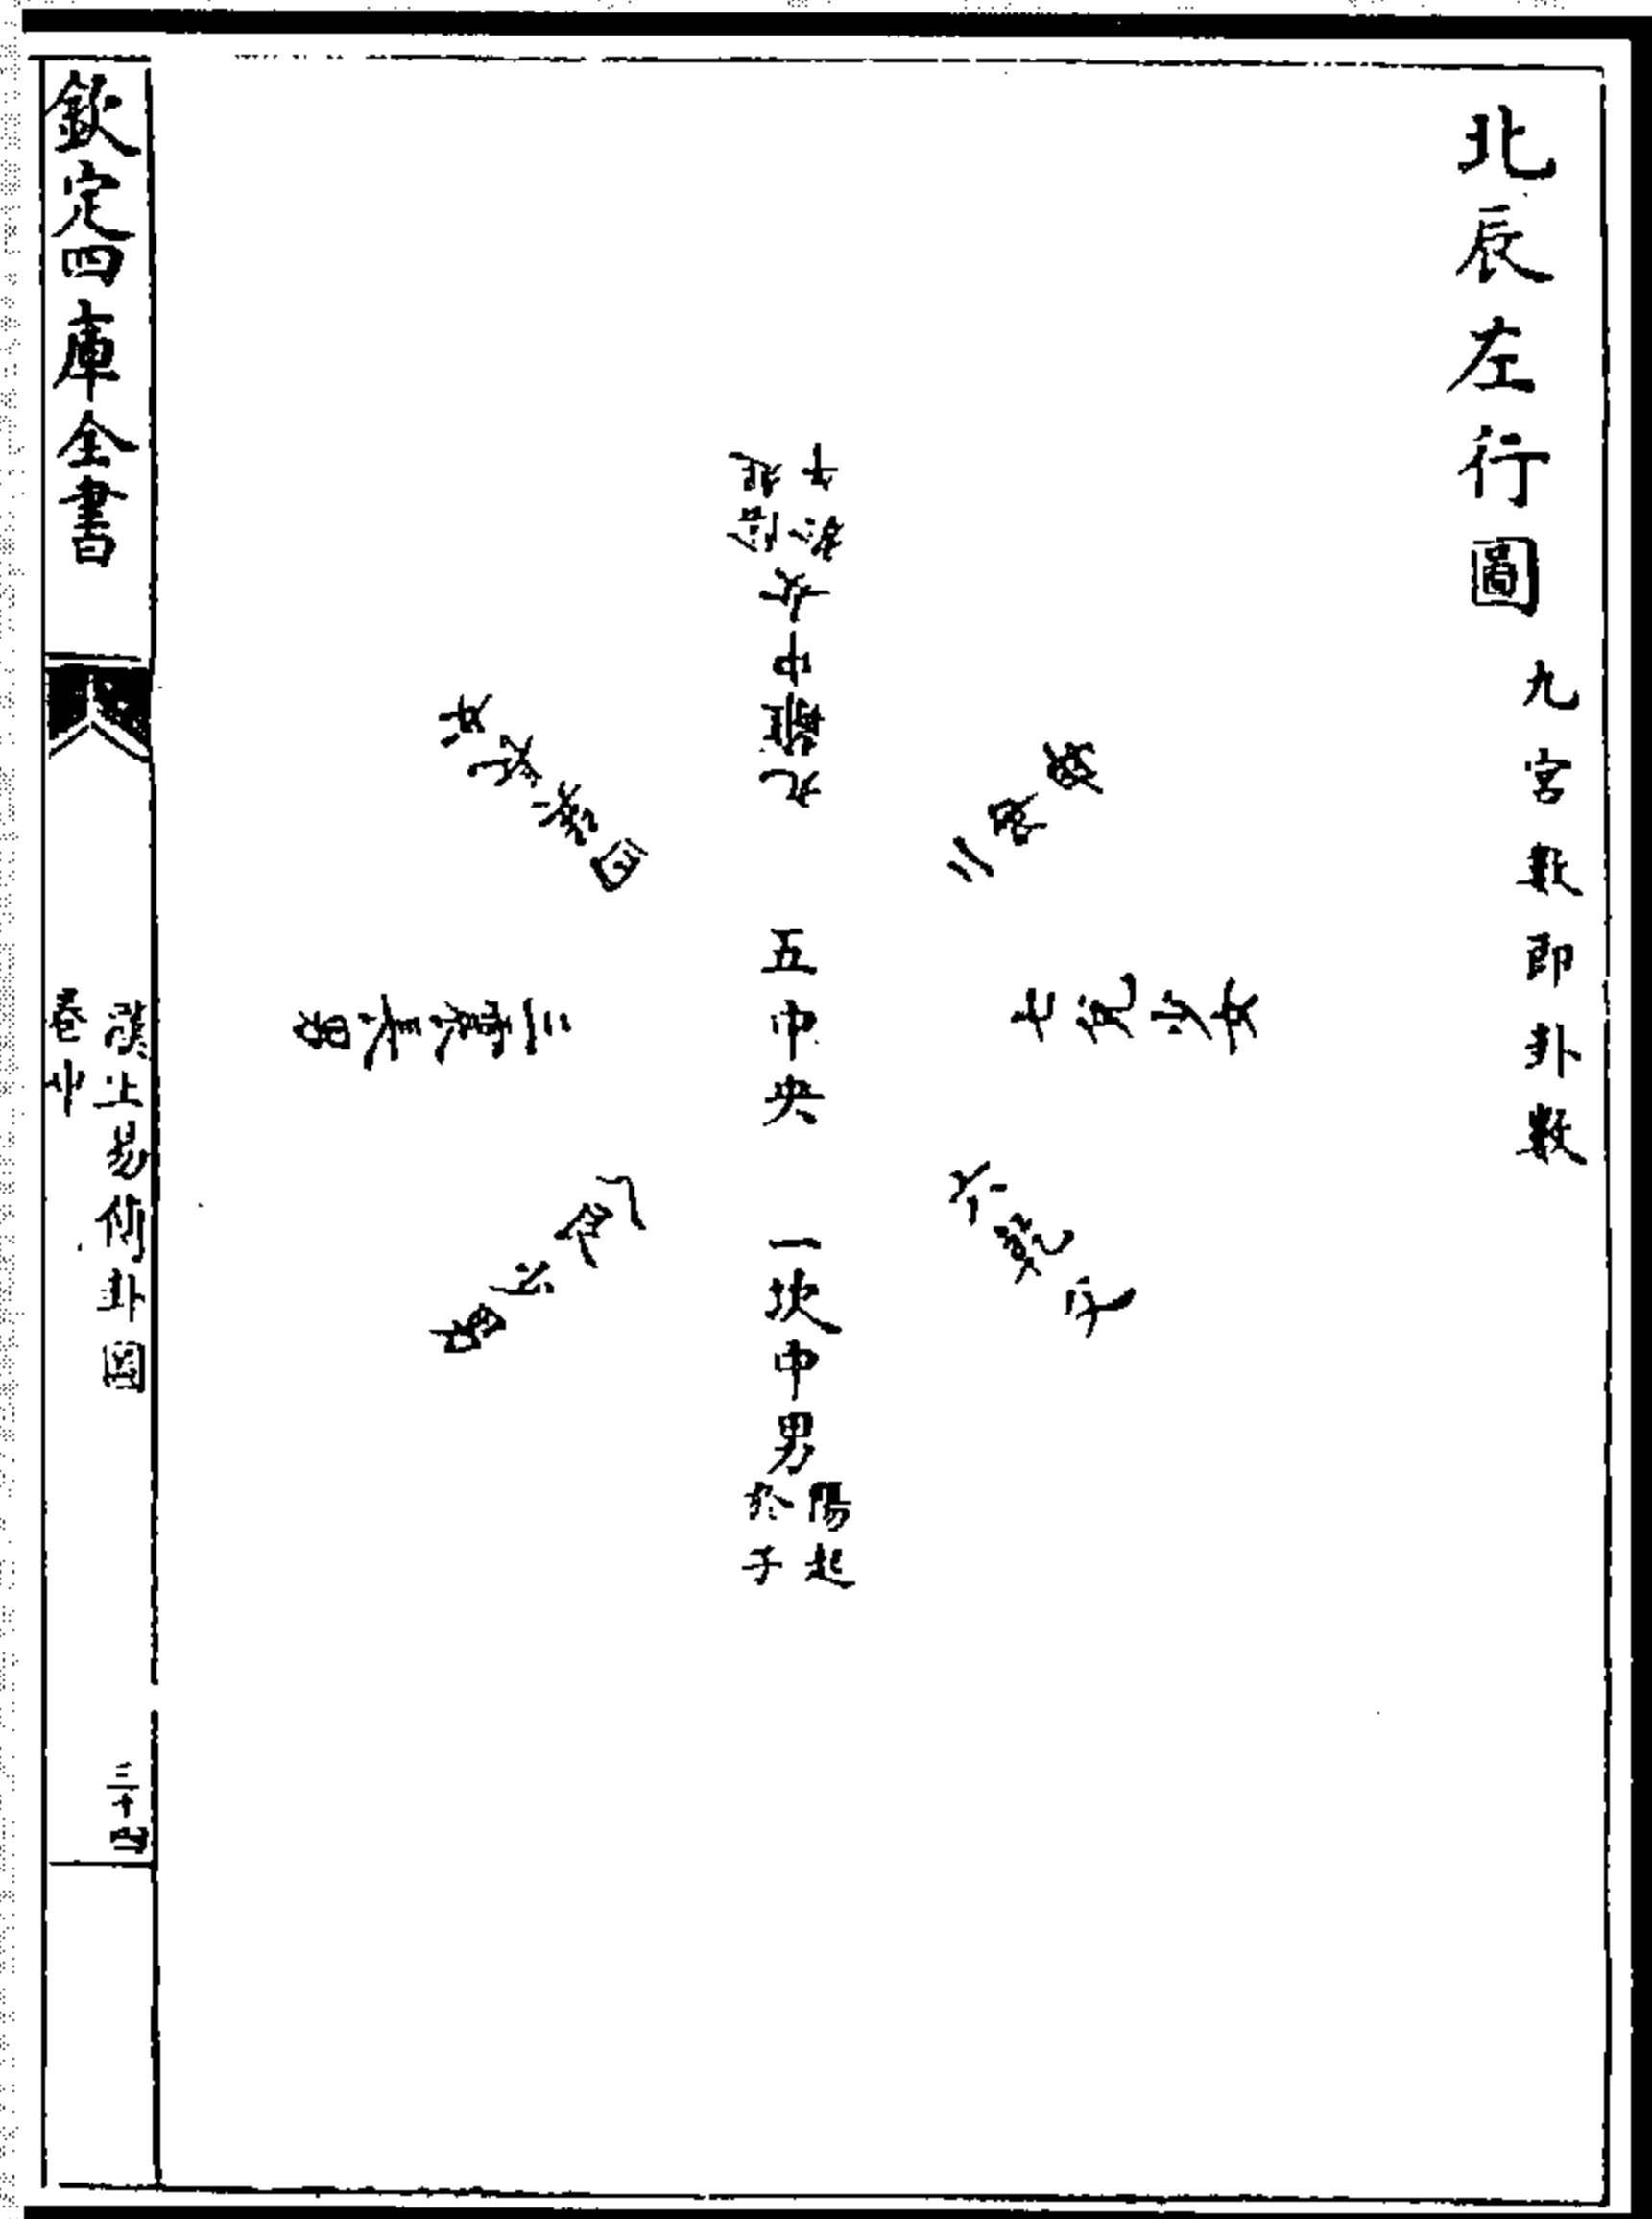 北辰左行圖
九宮數即卦數
九離中女
陰起
於午
二坤母
七兌少女
六乾父
一坎中男
陽起
於子
八艮少男
三震長男
四巽長女
五中央
欽定四庫全書
漢上易傳卦圖
卷中
三十四